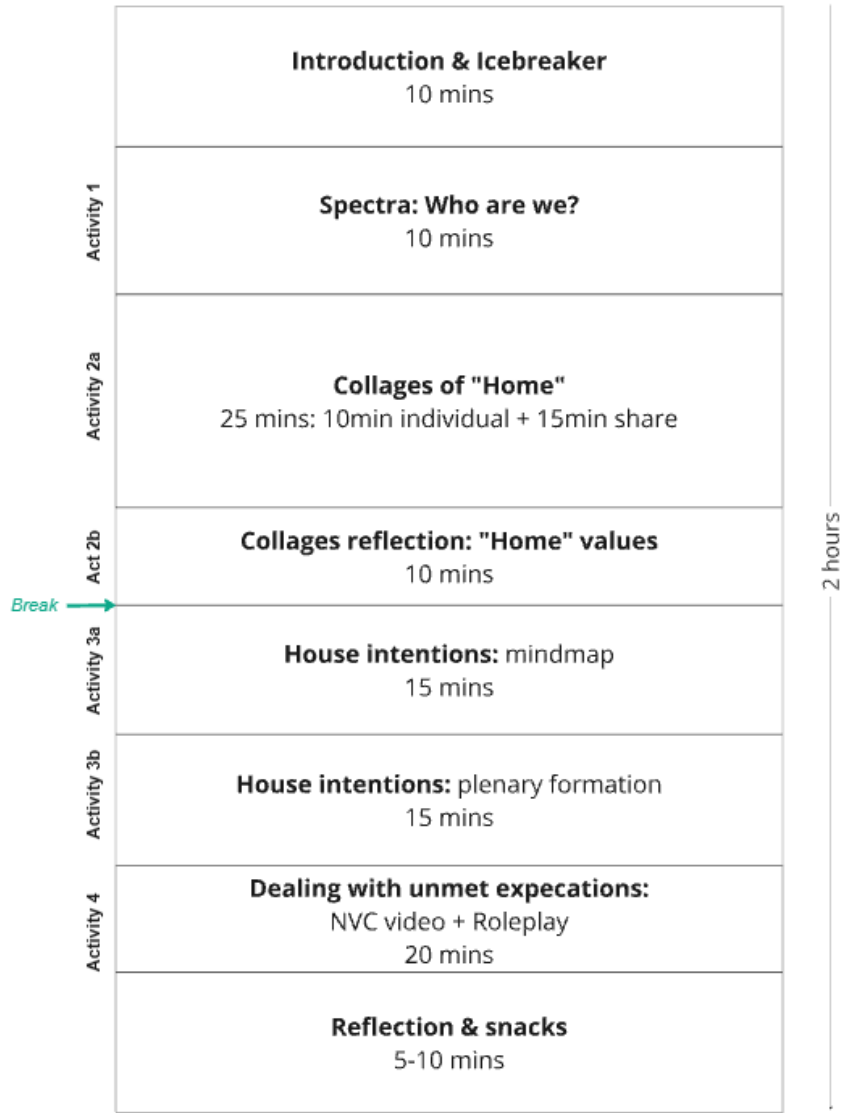 Introduction & Icebreaker
10 mins
Activity 1
Spectra: Who are we?
10 mins
Activity 2a
Collages of "Home"
25 mins: 10min individual + 15min share
Act 2b
Collages reflection: "Home" values
10 mins
Break
Activity 3a
House intentions: mindmap
15 mins
Activity 3b
House intentions: plenary formation
15 mins
Activity 4
Dealing with unmet expecations:
NVC video + Roleplay
20 mins
Reflection & snacks
5-10 mins
2 hours